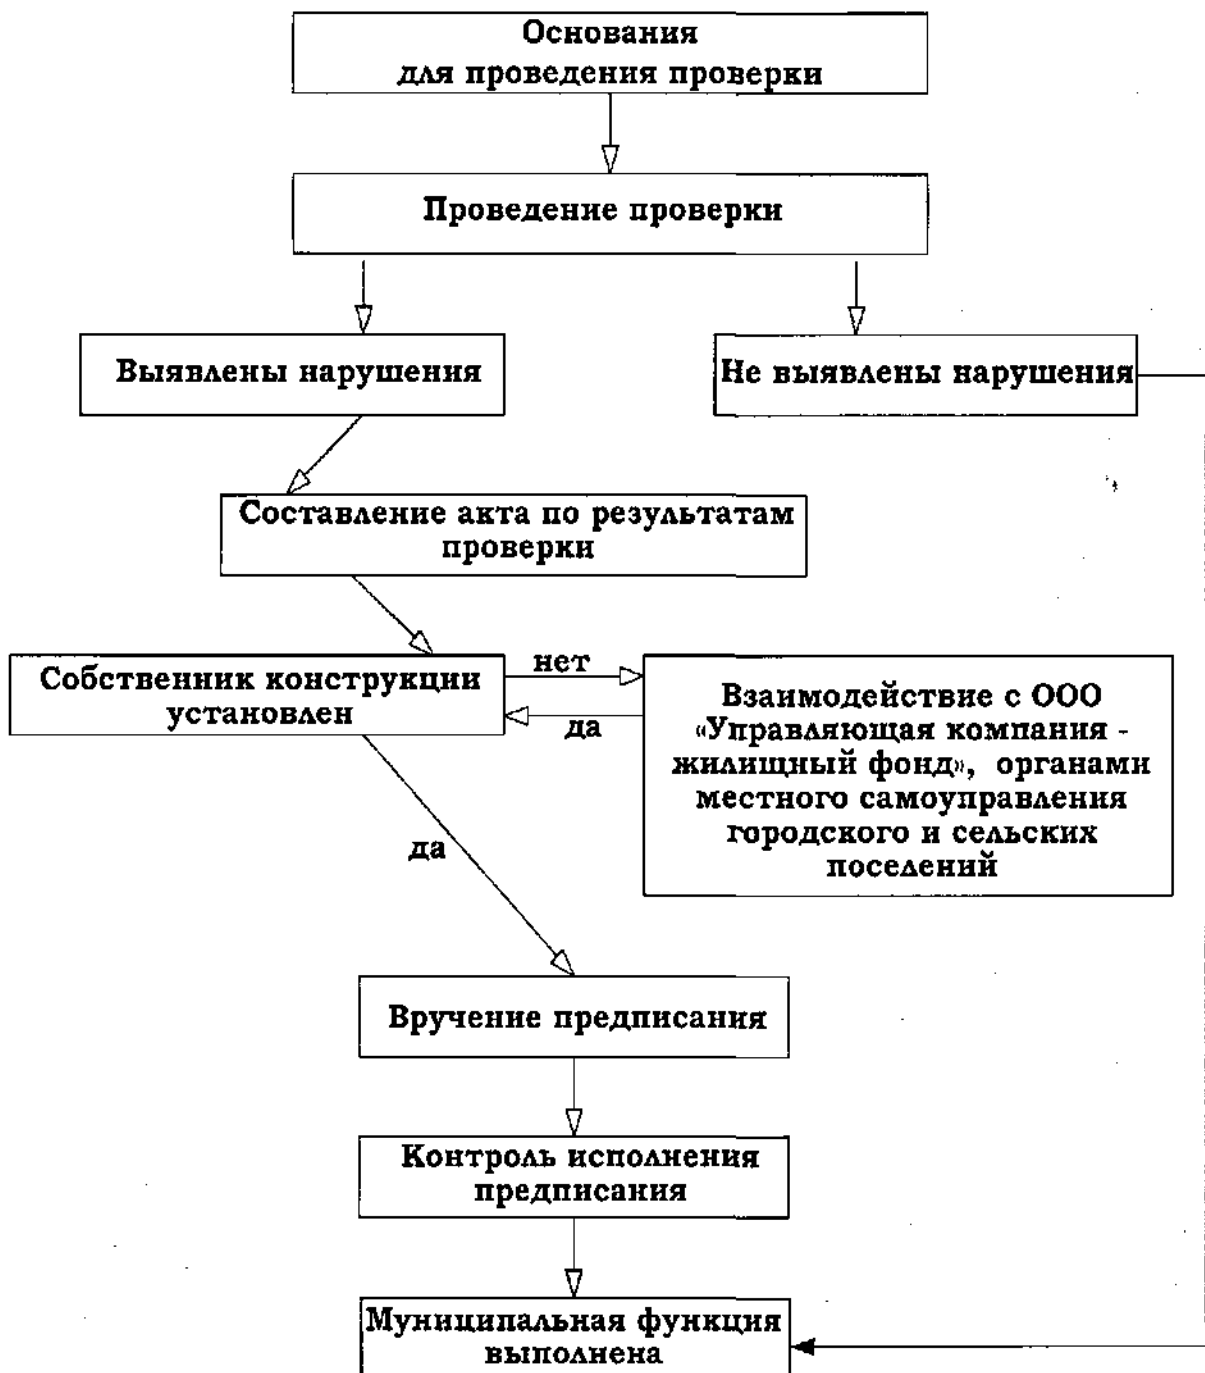 Основания
для проведения проверки
Проведение проверки
Выявлены нарушения
Не выявлены нарушения
Составление акта по результатам
проверки
Собственник конструкции
установлен
нет
да
Взаимодействие с ООО
«Управляющая компания -
жилищный фонд», органами
местного самоуправления
городского и сельских
поселений
да
Вручение предписания
Контроль исполнения
предписания
Муниципальная функция
выполнена